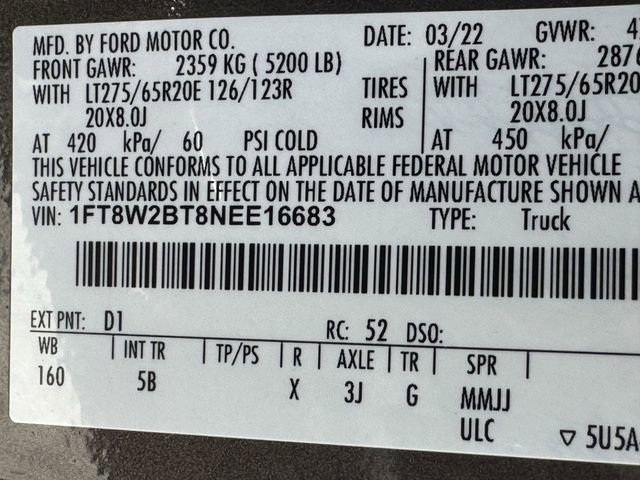 MFD. BY FORD MOTOR CO. DATE: 03/22 GVWR:
FRONT GAWR: 2359 KG ( 5200 LB) REAR GAWR: 2876
WITH LT275/65R20E 126/123R TIRES WITH LT275/65R20
20X8.0J RIMS 20X8.0J
AT 420 kPa/ 60 PSI COLD AT 450 kPa/
THIS VEHICLE CONFORMS TO ALL APPLICABLE FEDERAL MOTOR VEHICLE
SAFETY STANDARDS IN EFFECT ON THE DATE OF MANUFACTURE SHOWN A
VIN: 1FT8W2BT8NEE16683 TYPE: Truck
EXT PNT: D1 RC: 52 DSO:
WB INT TR TP/PS R AXLE TR SPR
160 5B X 3J G MMJJ
ULC ▽ 5U5A